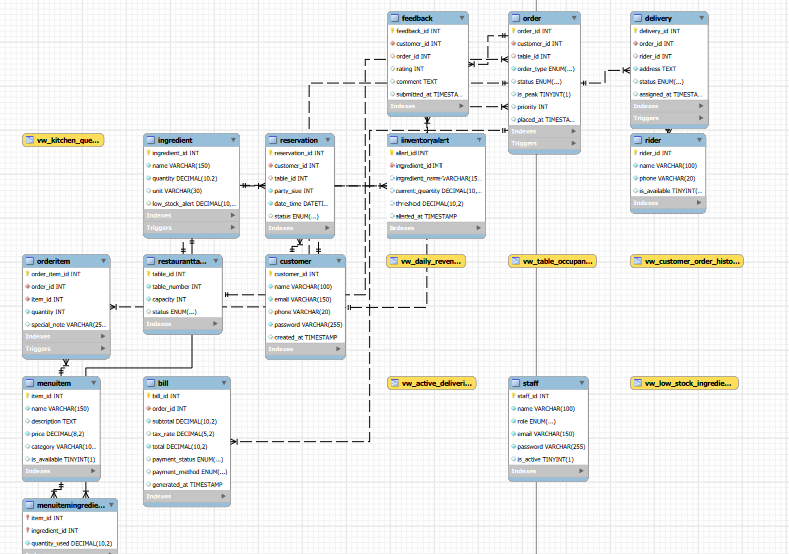 feedback
feedback_id INT
customer_id INT
order_id INT
rating INT
comment TEXT
submitted_at TIMESTA...
Indexes
order
order_id INT
customer_id INT
table_id INT
order_type ENUM(...)
status ENUM(...)
is_peak TINYINT(1)
priority INT
placed_at TIMESTA...
Indexes
Triggers
delivery
delivery_id INT
order_id INT
rider_id INT
address TEXT
status ENUM(...)
assigned_at TIMESTA...
Indexes
Triggers
vw_kitchen_que...
ingredient
ingredient_id INT
name VARCHAR(150)
quantity DECIMAL(10,2)
unit VARCHAR(30)
low_stock_alert DECIMAL(10,...
Indexes
Triggers
reservation
reservation_id INT
customer_id INT
table_id INT
party_size INT
date_time DATETI...
status ENUM(...)
Indexes
inventoryalert
alert_id INT
ingredient_id INT
ingredient_name VARCHAR(15...
current_quantity DECIMAL(10,...
threshold DECIMAL(10,2)
alerted_at TIMESTAMP
Indexes
rider
rider_id INT
name VARCHAR(100)
phone VARCHAR(20)
is_available TINYINT(...
Indexes
orderitem
order_item_id INT
order_id INT
item_id INT
quantity INT
special_note VARCHAR(25...
Indexes
Triggers
restaurantta...
table_id INT
table_number INT
capacity INT
status ENUM(...)
Indexes
customer
customer_id INT
name VARCHAR(100)
email VARCHAR(150)
phone VARCHAR(20)
password VARCHAR(255)
created_at TIMESTAMP
Indexes
vw_daily_reven...
vw_table_occupan...
vw_customer_order_histo...
menuitem
item_id INT
name VARCHAR(150)
description TEXT
price DECIMAL(8,2)
category VARCHAR(10...
is_available TINYINT(1)
Indexes
bill
bill_id INT
order_id INT
subtotal DECIMAL(10,2)
tax_rate DECIMAL(5,2)
total DECIMAL(10,2)
payment_status ENUM(...)
payment_method ENUM(...)
generated_at TIMESTAMP
Indexes
vw_active_deliveri...
staff
staff_id INT
name VARCHAR(100)
role ENUM(...)
email VARCHAR(150)
password VARCHAR(255)
is_active TINYINT(1)
Indexes
vw_low_stock_ingredie...
menuitemingredie...
item_id INT
ingredient_id INT
quantity_used DECIMAL(10,2)
Indexes